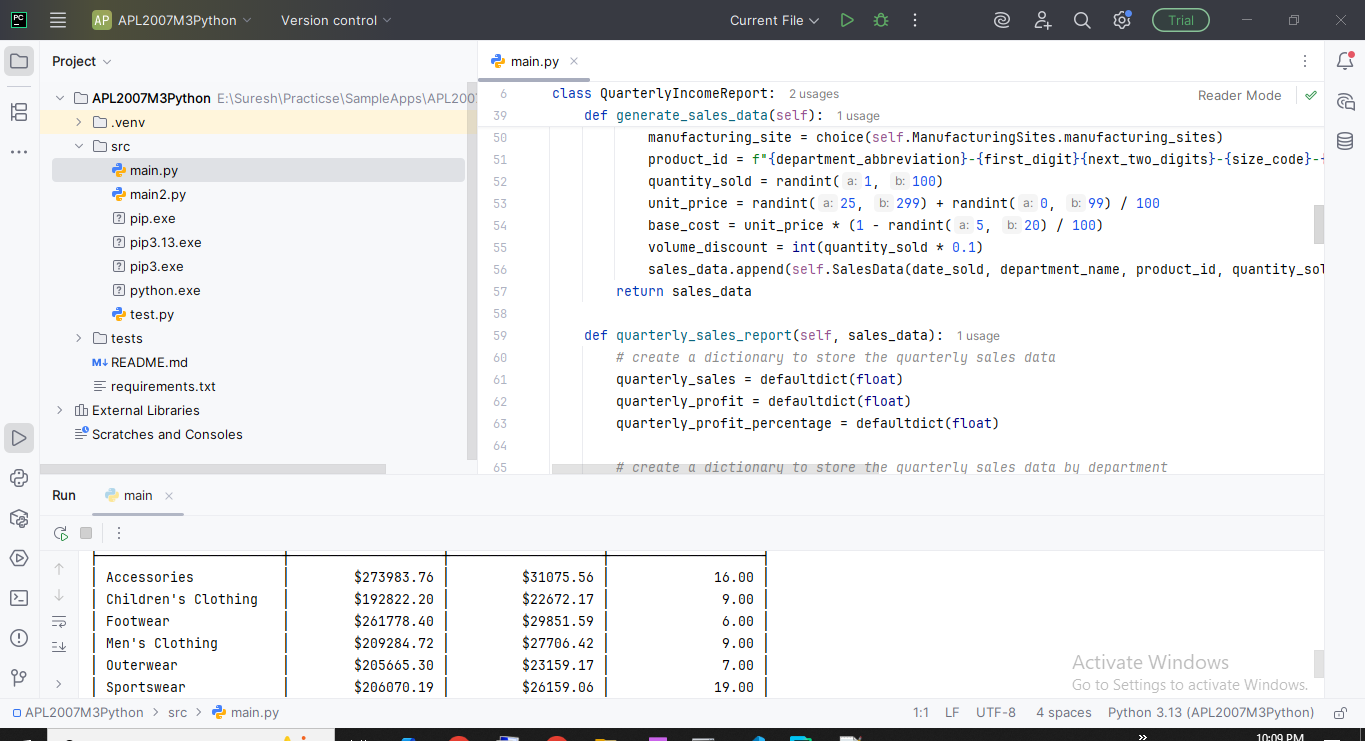 PC AP APL2007M3Python Version control Current File Trial
Project
APL2007M3Python E:\Suresh\Practicse\SampleApps\APL200
.venv
src
main.py
main2.py
pip.exe
pip3.13.exe
pip3.exe
python.exe
test.py
tests
M↓ README.md
requirements.txt
External Libraries
Scratches and Consoles
main.py
Reader Mode
6 class QuarterlyIncomeReport: 2 usages
39 def generate_sales_data(self): 1 usage
50 manufacturing_site = choice(self.ManufacturingSites.manufacturing_sites)
51 product_id = f"{department_abbreviation}-{first_digit}{next_two_digits}-{size_code}-{
52 quantity_sold = randint( a: 1, b: 100)
53 unit_price = randint( a: 25, b: 299) + randint( a: 0, b: 99) / 100
54 base_cost = unit_price * (1 - randint( a: 5, b: 20) / 100)
55 volume_discount = int(quantity_sold * 0.1)
56 sales_data.append(self.SalesData(date_sold, department_name, product_id, quantity_sol
57 return sales_data
58
59 def quarterly_sales_report(self, sales_data): 1 usage
60 # create a dictionary to store the quarterly sales data
61 quarterly_sales = defaultdict(float)
62 quarterly_profit = defaultdict(float)
63 quarterly_profit_percentage = defaultdict(float)
64
65 # create a dictionary to store the quarterly sales data by department
Run main
Accessories $273983.76 $31075.56 16.00
Children's Clothing $192822.20 $22672.17 9.00
Footwear $261778.40 $29851.59 6.00
Men's Clothing $209284.72 $27706.42 9.00
Outerwear $205665.30 $23159.17 7.00
Sportswear $206070.19 $26159.06 19.00
Activate Windows
Go to Settings to activate Windows.
APL2007M3Python > src > main.py 1:1 LF UTF-8 4 spaces Python 3.13 (APL2007M3Python)
10:09 PM